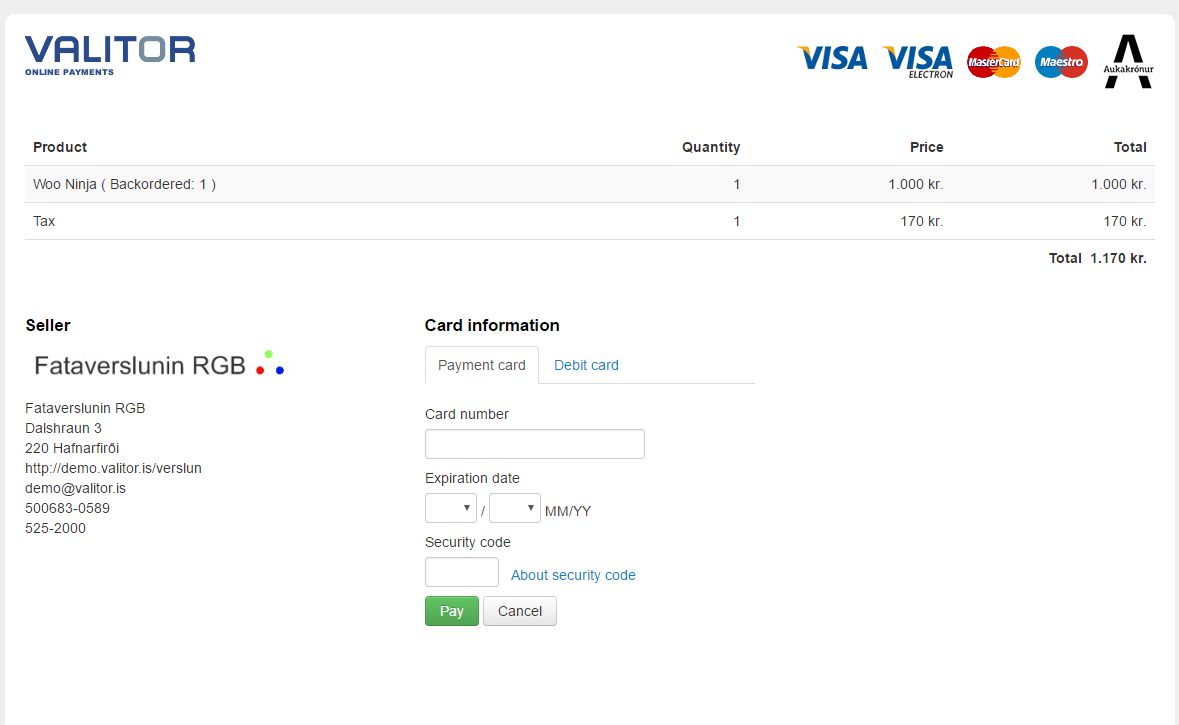 VALITOR
ONLINE PAYMENTS
VISA VISA ELECTRON MasterCard Maestro Aukakrónur
Product Quantity Price Total
Woo Ninja ( Backordered: 1 ) 1 1.000 kr. 1.000 kr.
Tax 1 170 kr. 170 kr.
Total 1.170 kr.
Seller
Fataverslunin RGB
Fataverslunin RGB
Dalshraun 3
220 Hafnarfirði
http://demo.valitor.is/verslun
demo@valitor.is
500683-0589
525-2000
Card information
Payment card Debit card
Card number
Expiration date
/ MM/YY
Security code
About security code
Pay Cancel